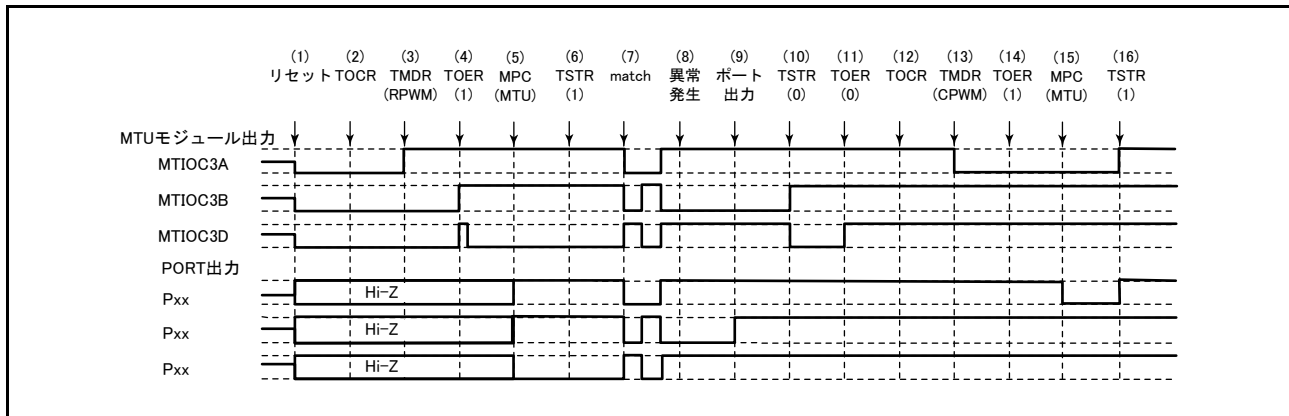 (1) (2) (3) (4) (5) (6) (7) (8) (9) (10) (11) (12) (13) (14) (15) (16)
リセット TOCR TMDR TOER MPC TSTR match 異常 ポート TSTR TOER TOCR TMDR TOER MPC TSTR
(RPWM) (1) (MTU) (1) 発生 出力 (0) (0) (CPWM) (1) (MTU) (1)
MTUモジュール出力
MTIOC3A
MTIOC3B
MTIOC3D
PORT出力
Pxx Hi-Z
Pxx Hi-Z
Pxx Hi-Z